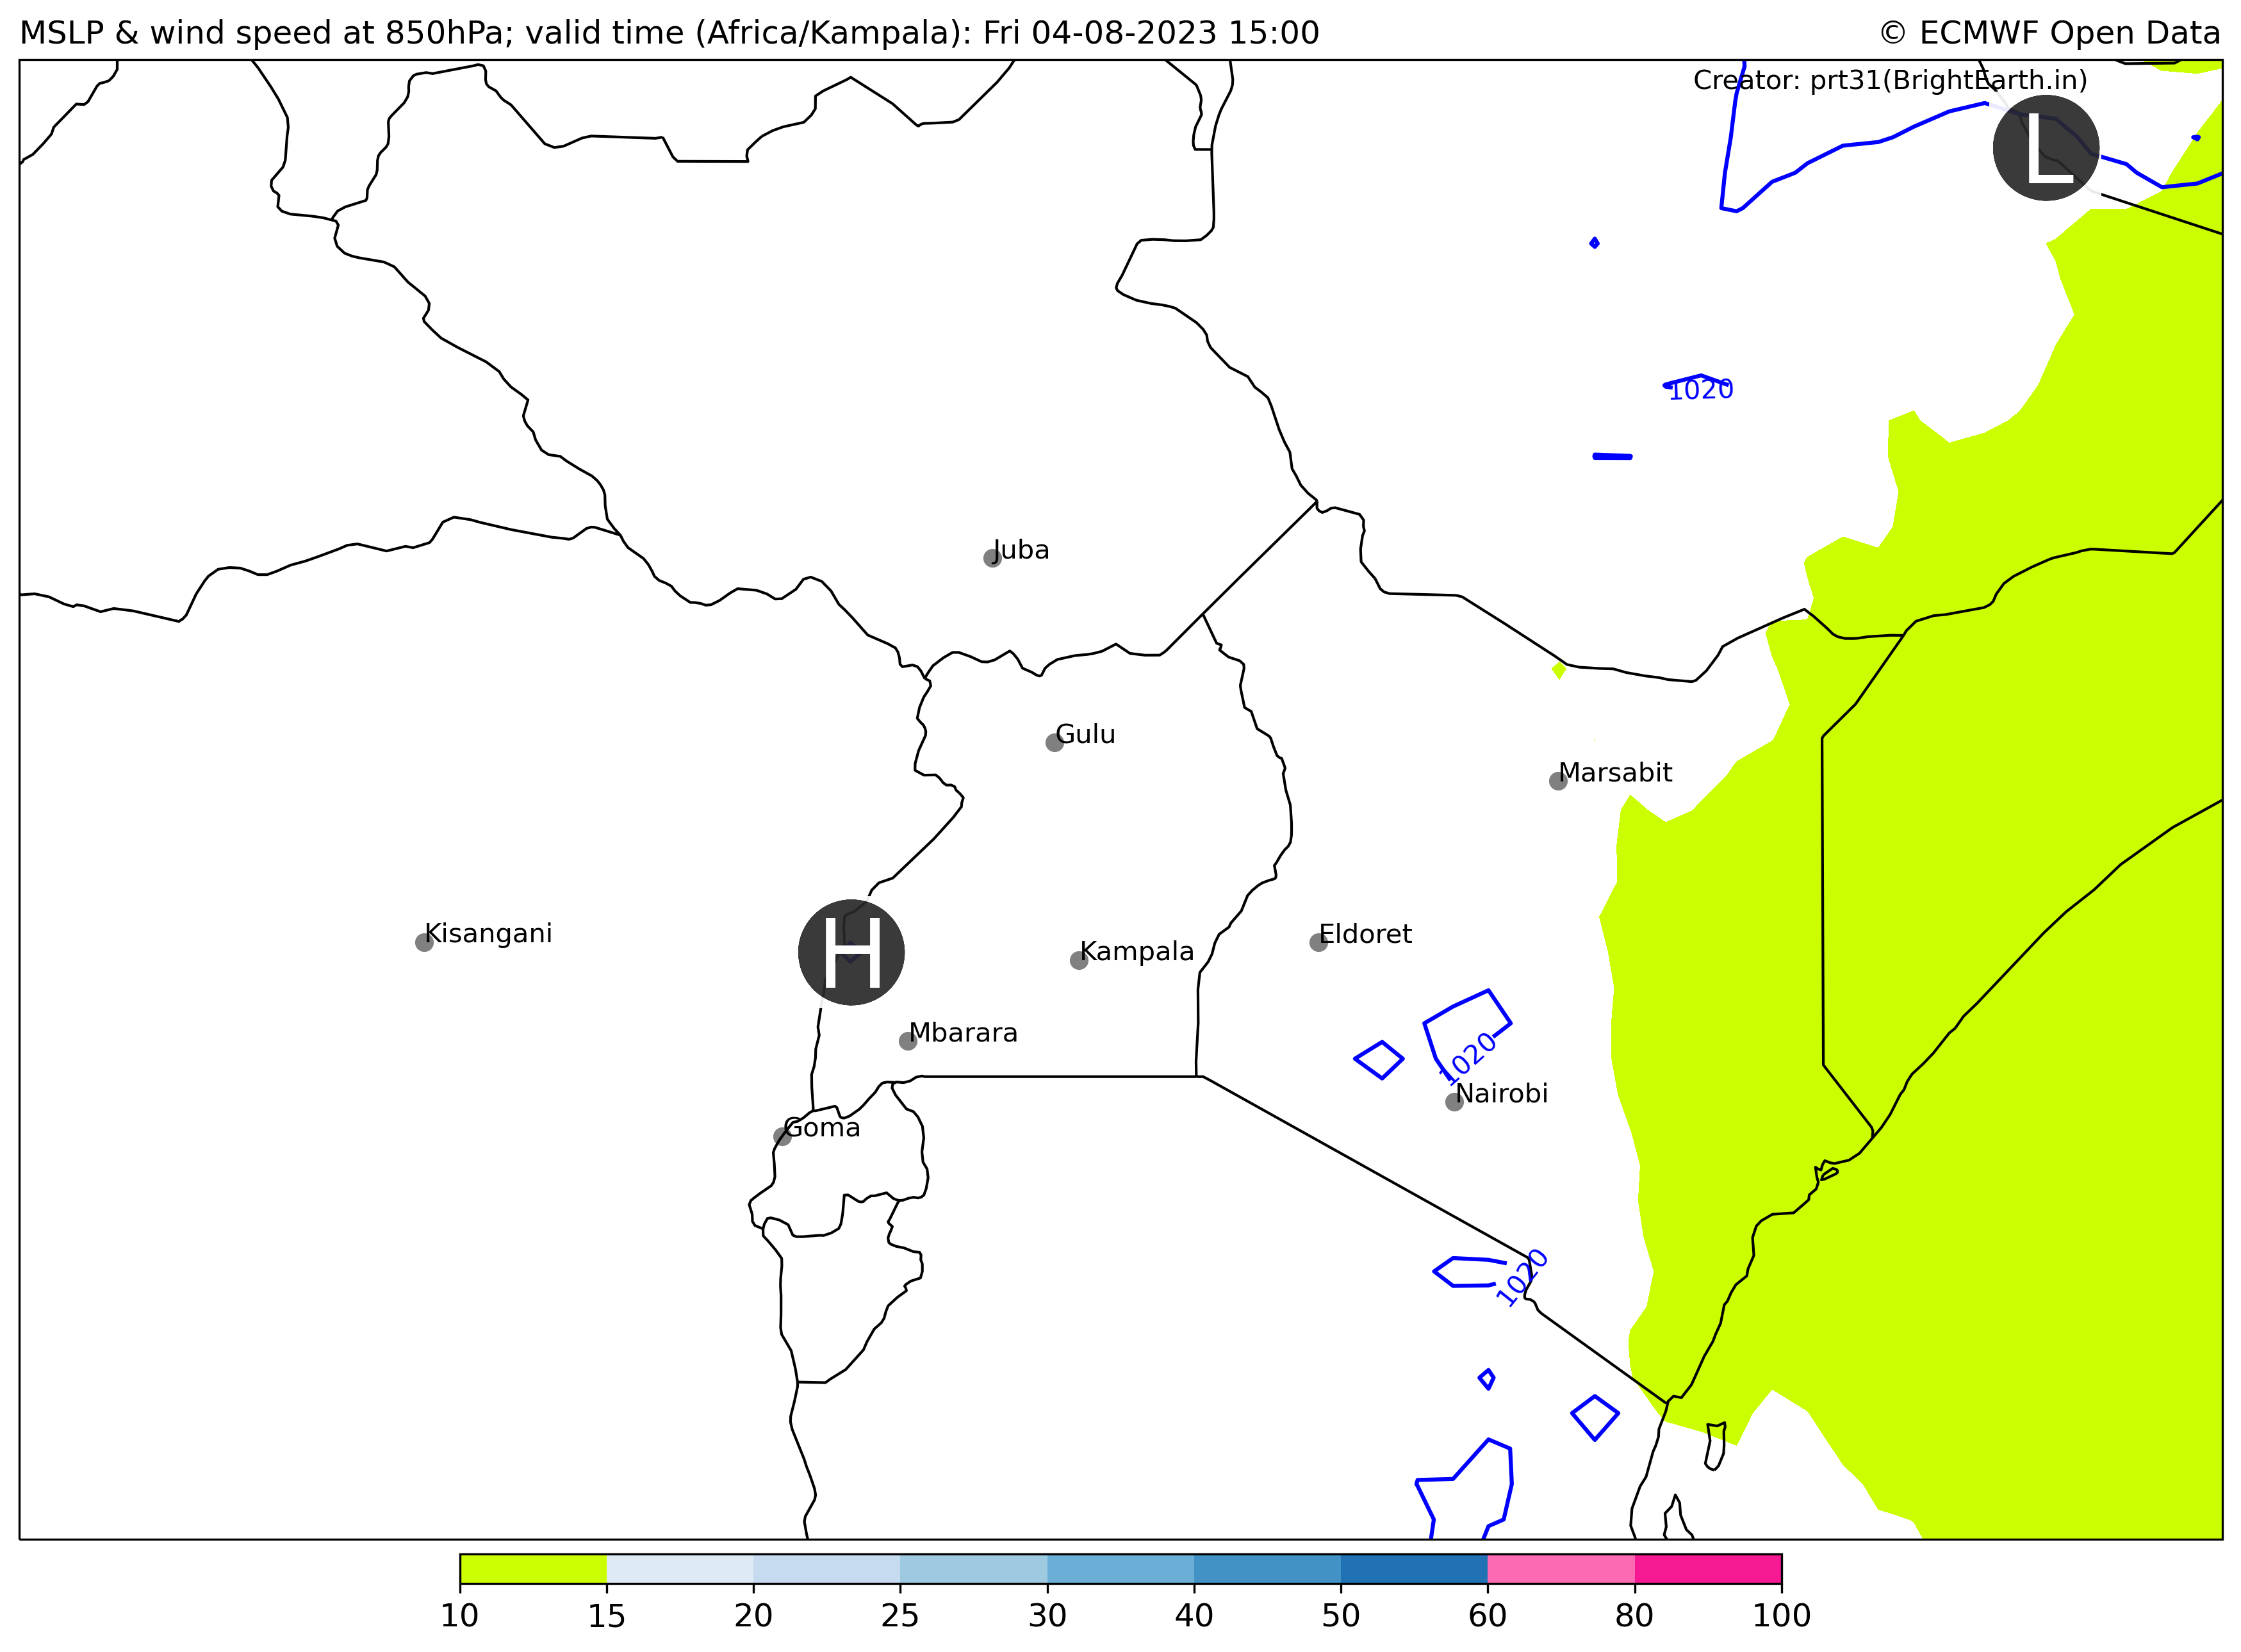 MSLP & wind speed at 850hPa; valid time (Africa/Kampala): Fri 04-08-2023 15:00
© ECMWF Open Data
Creator: prt31(BrightEarth.in)
L
1020
Juba
Gulu
Marsabit
Kisangani
H
Eldoret
Kampala
Mbarara
1020
Nairobi
Goma
1020
10 15 20 25 30 40 50 60 80 100